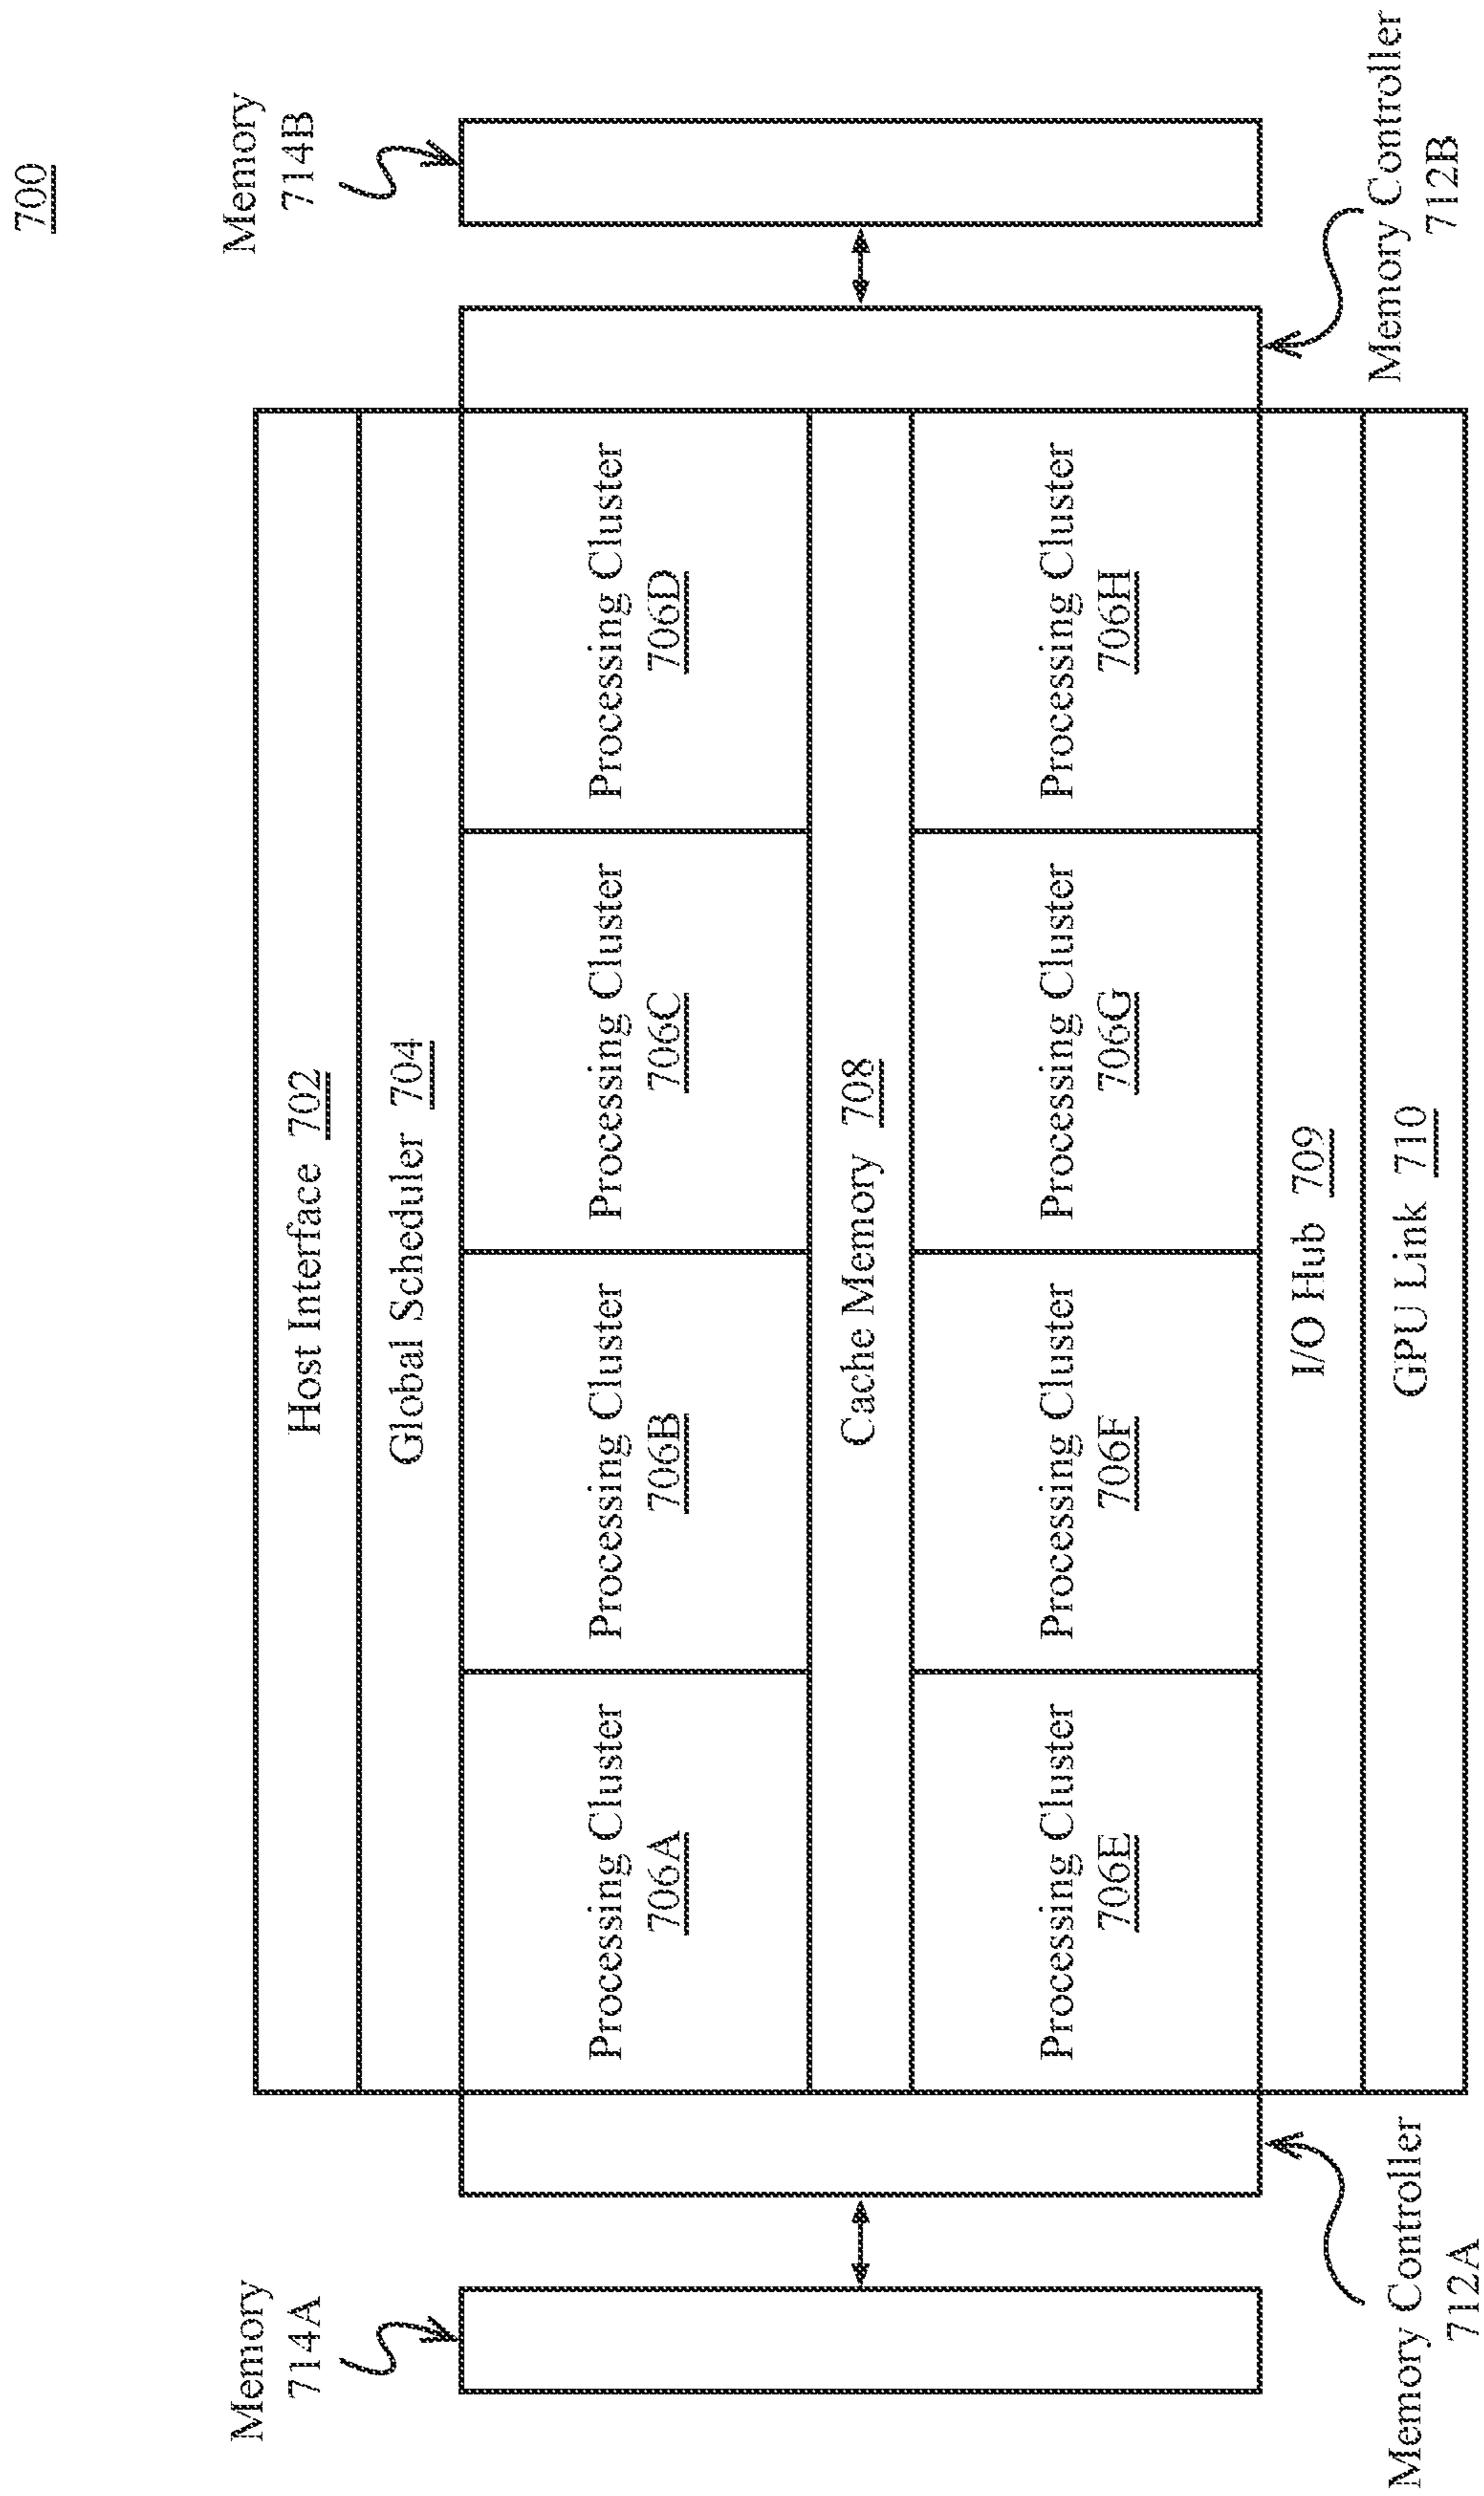 700
Memory
714A
Memory
714B
Host Interface 702
Global Scheduler 704
Processing Cluster
706A
Processing Cluster
706B
Processing Cluster
706C
Processing Cluster
706D
Cache Memory 708
Processing Cluster
706E
Processing Cluster
706F
Processing Cluster
706G
Processing Cluster
706H
I/O Hub 709
GPU Link 710
Memory Controller
712A
Memory Controller
712B